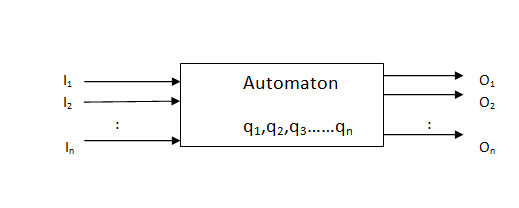 I₁ Automaton O₁
I₂ O₂
: q₁,q₂,q₃……qₙ :
Iₙ Oₙ